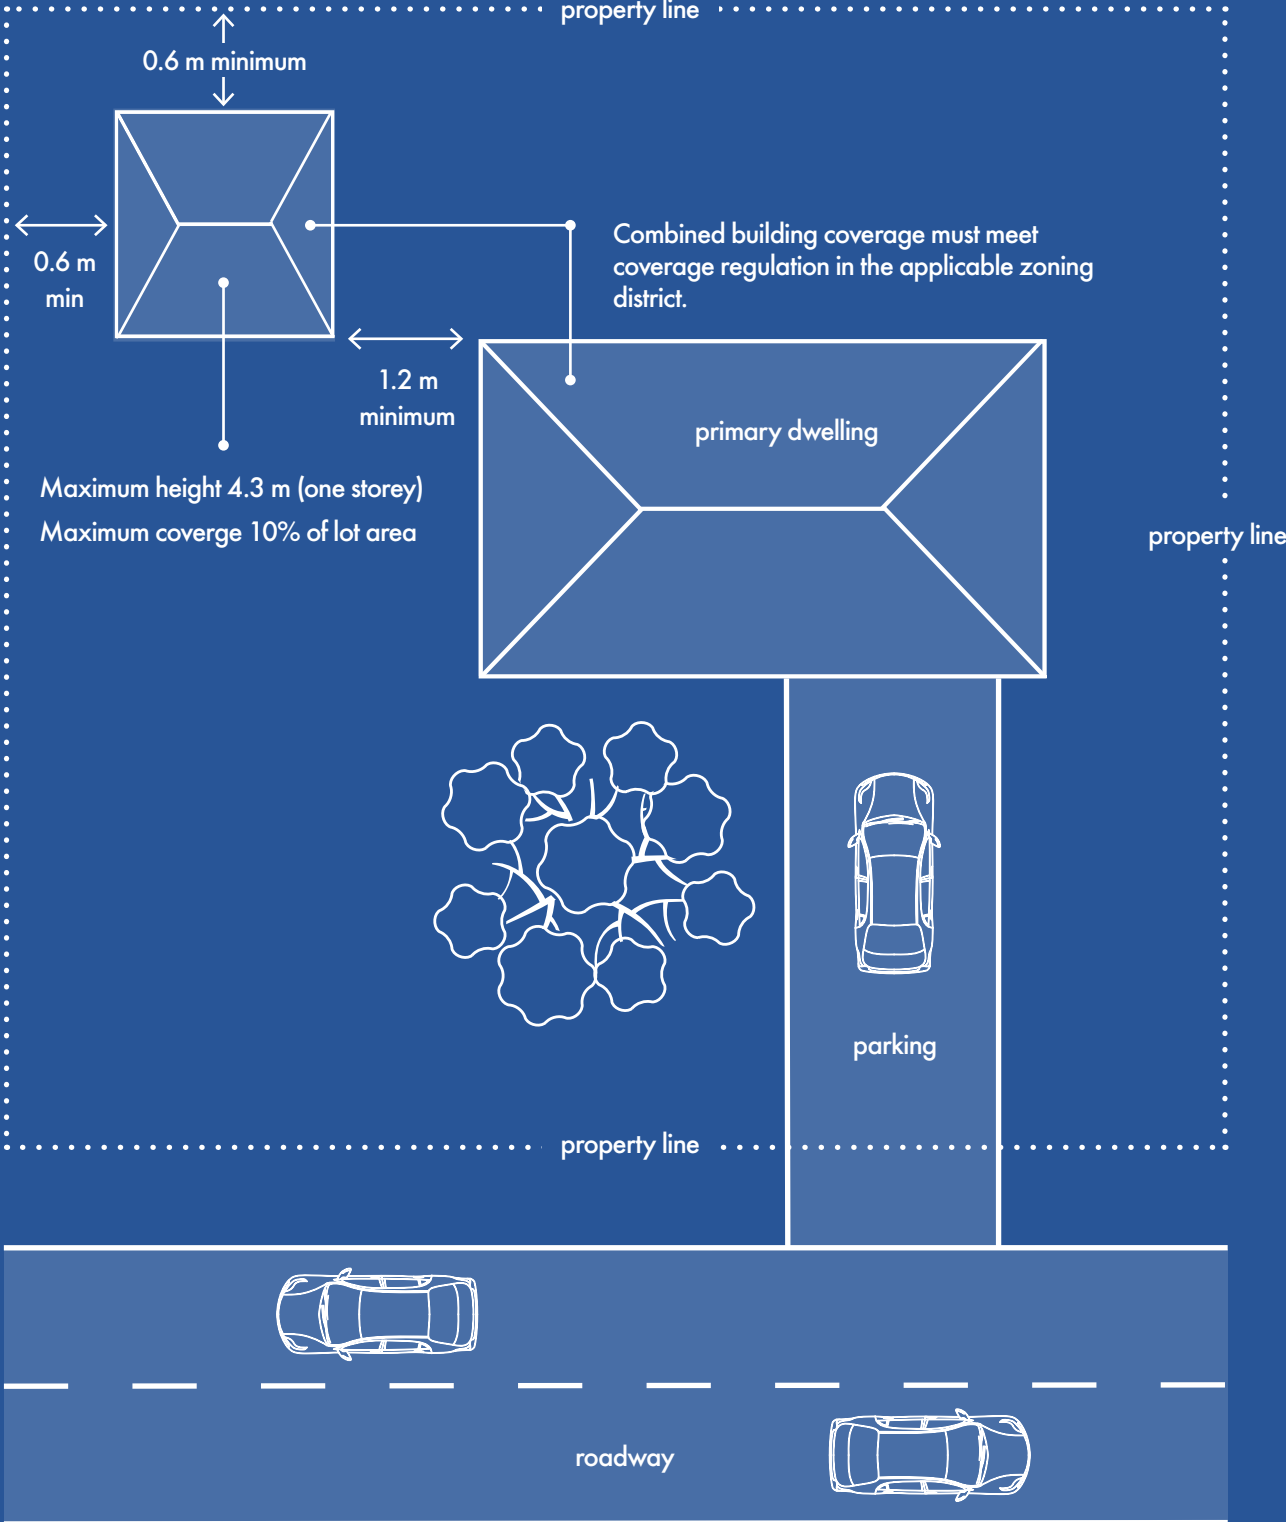 property line
0.6 m minimum
0.6 m
min
Combined building coverage must meet
coverage regulation in the applicable zoning
district.
1.2 m
minimum
primary dwelling
Maximum height 4.3 m (one storey)
Maximum coverge 10% of lot area
property line
parking
property line
roadway